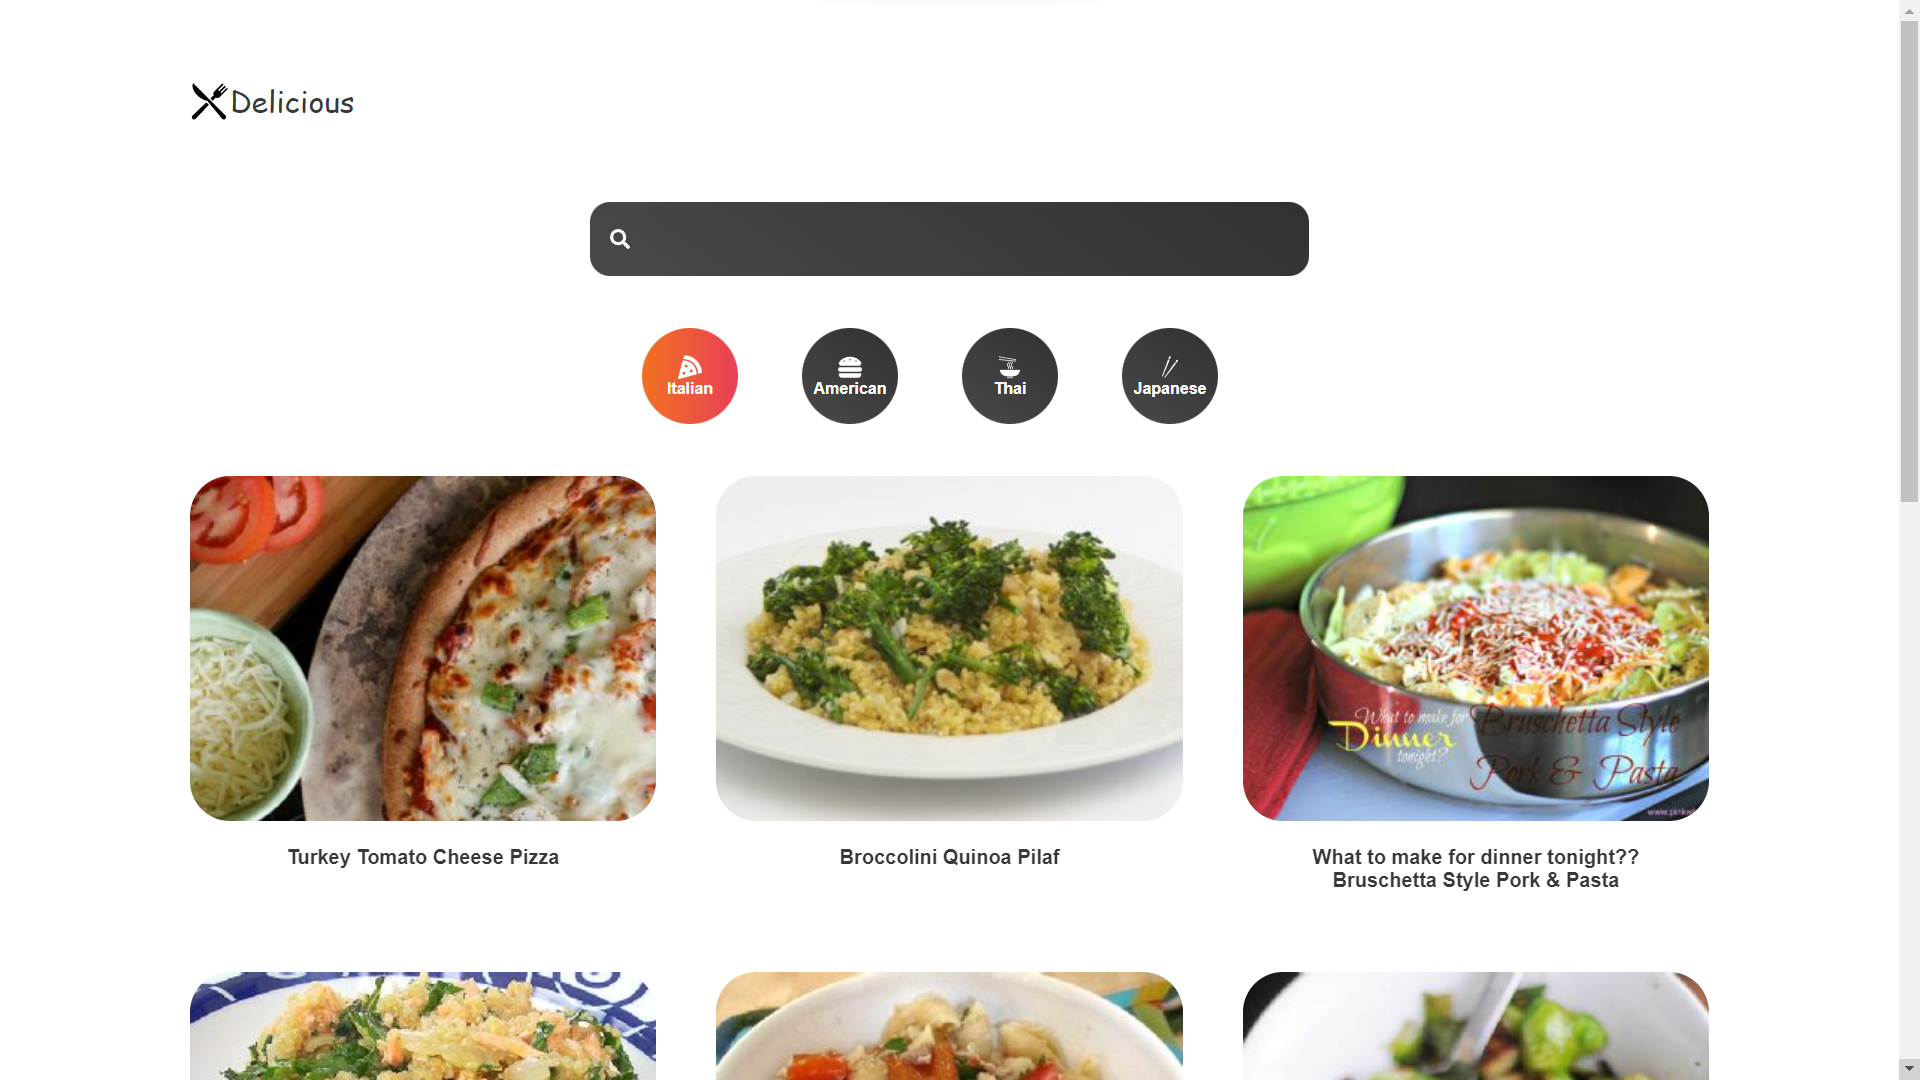 Delicious
Italian
American
Thai
Japanese
What to make for
Dinner
tonight?
Bruschetta Style
Pork & Pasta
Turkey Tomato Cheese Pizza
Broccolini Quinoa Pilaf
What to make for dinner tonight??
Bruschetta Style Pork & Pasta